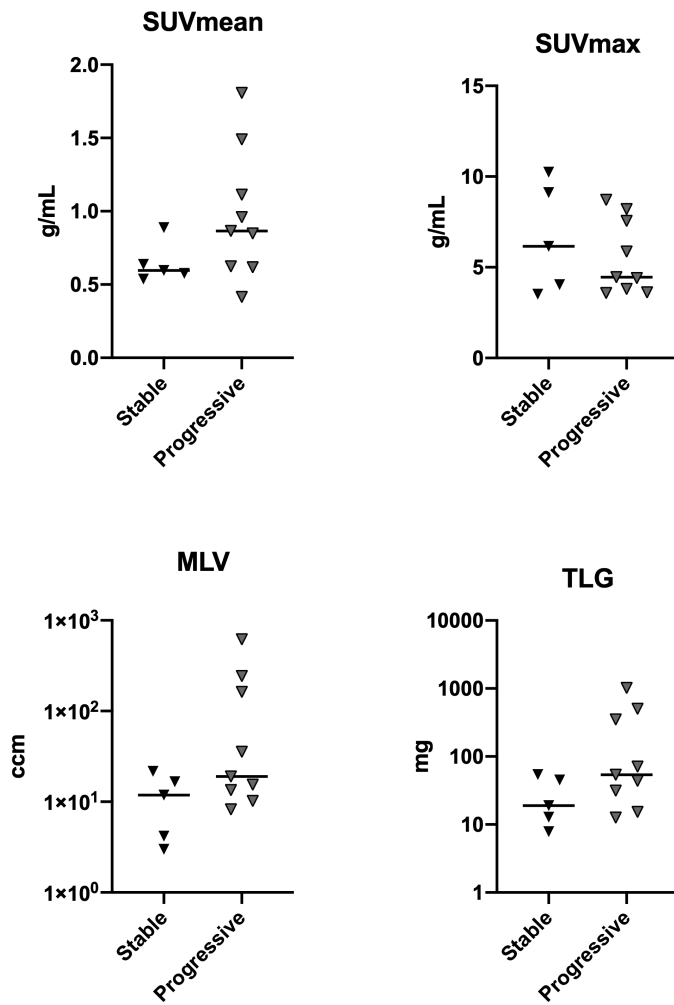 SUVmean
2.0
1.5
1.0
0.5
0.0
g/mL
Stable
Progressive
SUVmax
15
10
5
0
g/mL
Stable
Progressive
MLV
1×10³
1×10²
1×10¹
1×10⁰
ccm
Stable
Progressive
TLG
10000
1000
100
10
1
mg
Stable
Progressive